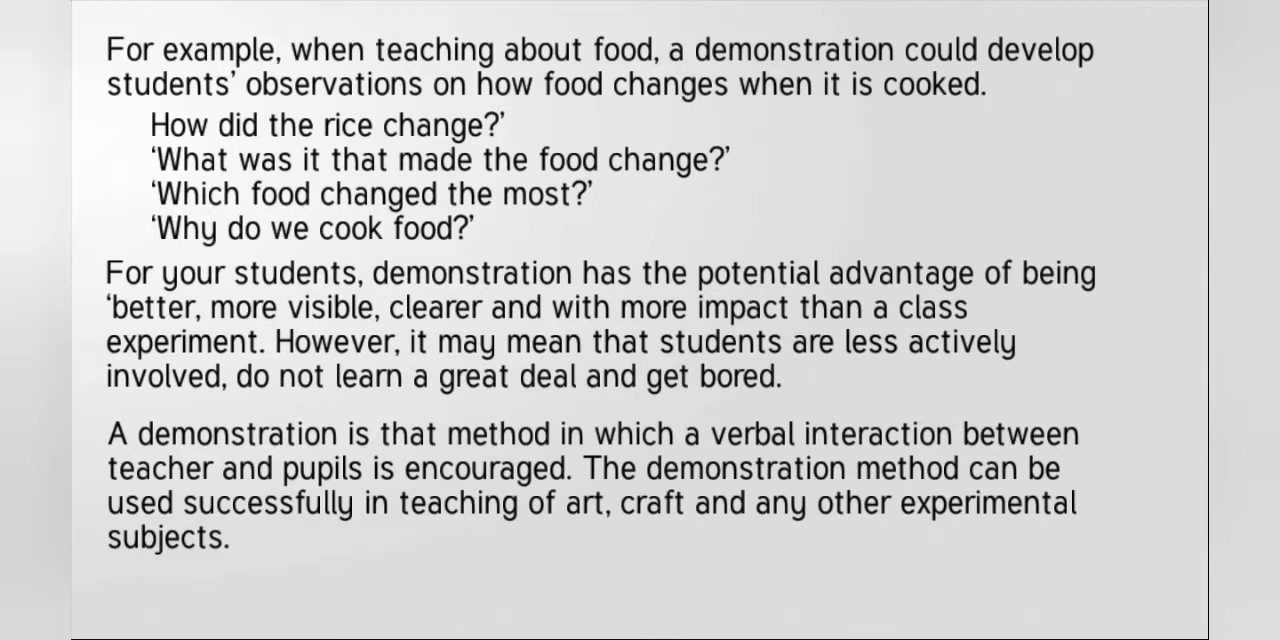 For example, when teaching about food, a demonstration could develop
students’ observations on how food changes when it is cooked.
How did the rice change?’
‘What was it that made the food change?’
‘Which food changed the most?’
‘Why do we cook food?’
For your students, demonstration has the potential advantage of being
‘better, more visible, clearer and with more impact than a class
experiment. However, it may mean that students are less actively
involved, do not learn a great deal and get bored.
A demonstration is that method in which a verbal interaction between
teacher and pupils is encouraged. The demonstration method can be
used successfully in teaching of art, craft and any other experimental
subjects.